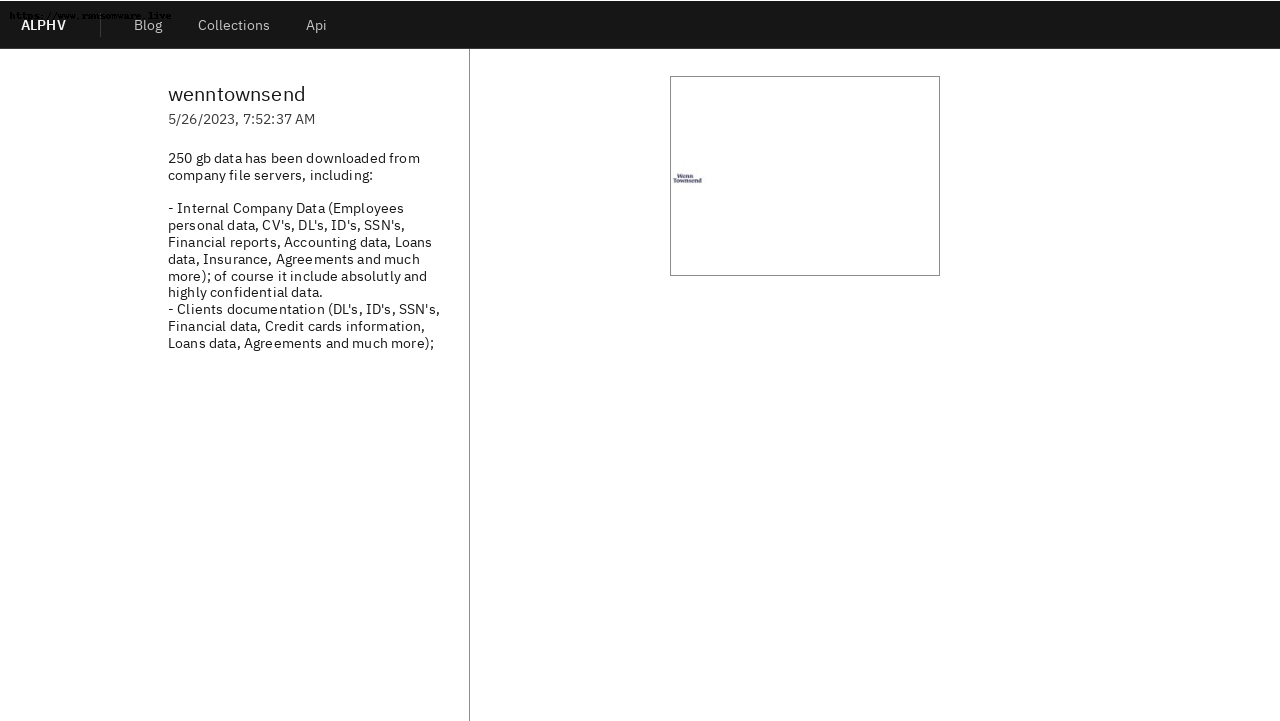 https://www.ransomware.live
ALPHV
Blog
Collections
Api
wenntownsend
5/26/2023, 7:52:37 AM
250 gb data has been downloaded from
company file servers, including:
- Internal Company Data (Employees
personal data, CV's, DL's, ID's, SSN's,
Financial reports, Accounting data, Loans
data, Insurance, Agreements and much
more); of course it include absolutly and
highly confidential data.
- Clients documentation (DL's, ID's, SSN's,
Financial data, Credit cards information,
Loans data, Agreements and much more);
Wenn
Townsend